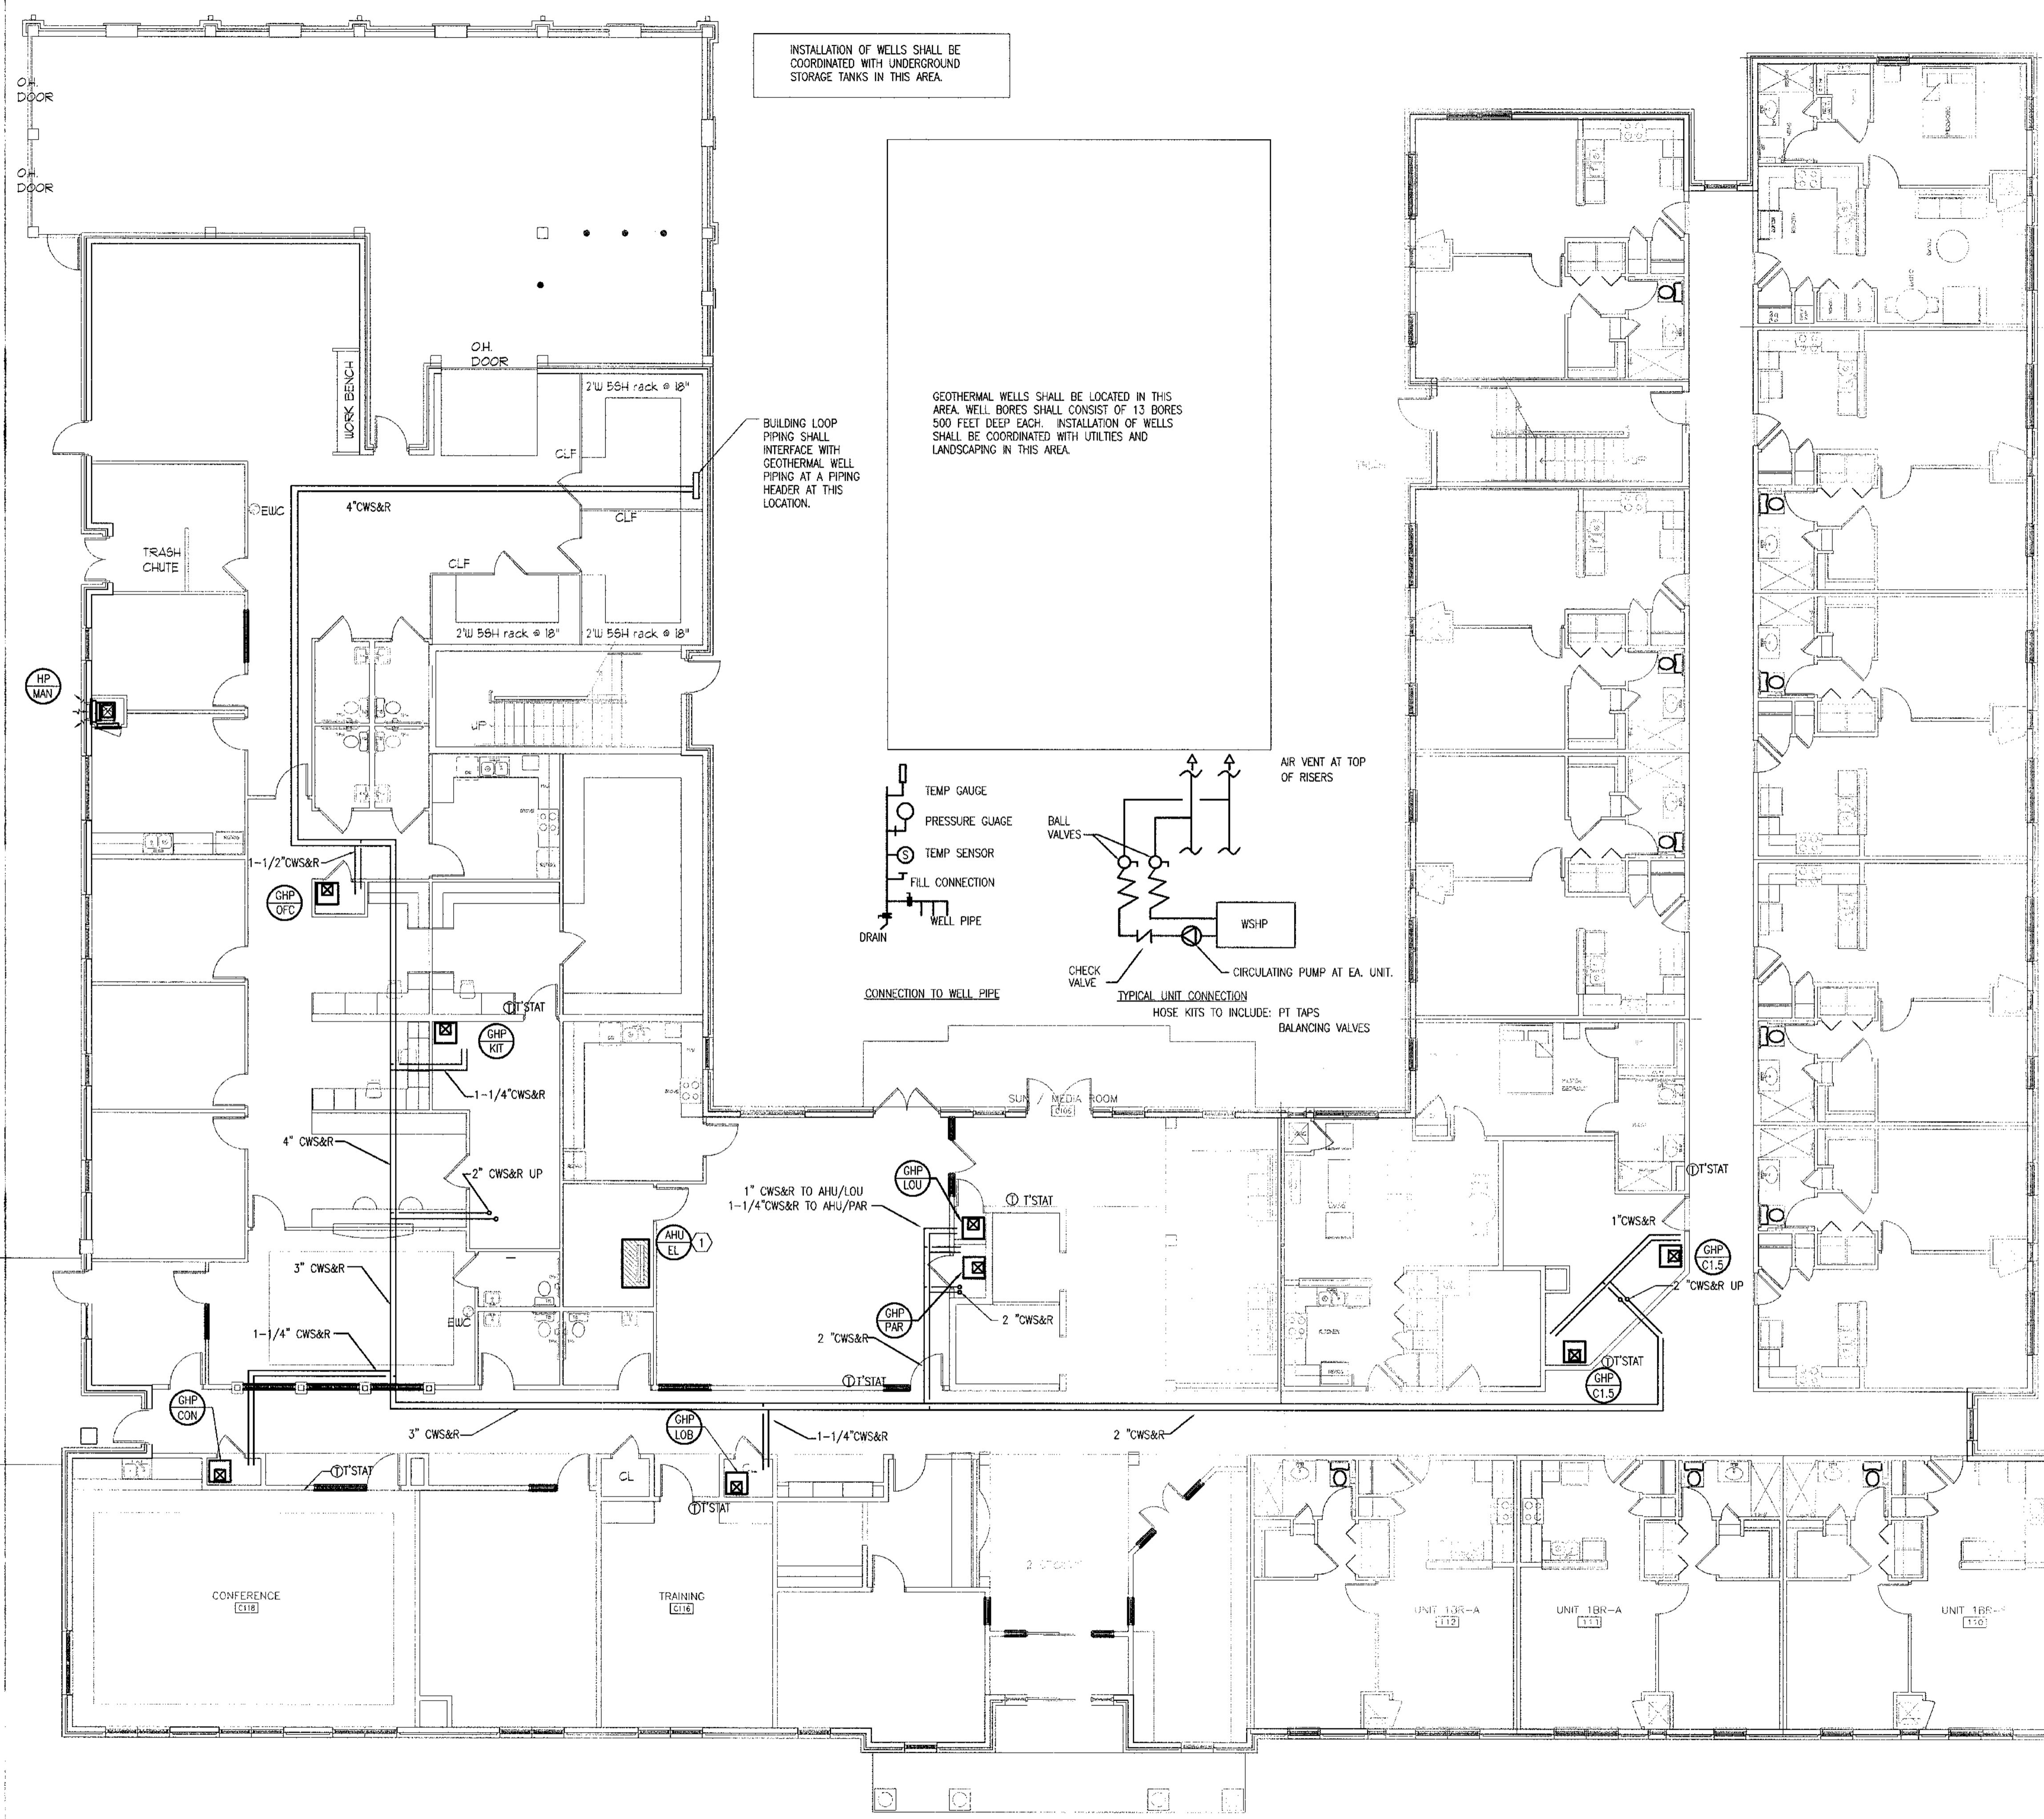 INSTALLATION OF WELLS SHALL BE
COORDINATED WITH UNDERGROUND
STORAGE TANKS IN THIS AREA.
O.H.
DOOR
O.H.
DOOR
O.H.
DOOR
WORK BENCH
2'W 5SH rack @ 18"
CLF
BUILDING LOOP
PIPING SHALL
INTERFACE WITH
GEOTHERMAL WELL
PIPING AT A PIPING
HEADER AT THIS
LOCATION.
GEOTHERMAL WELLS SHALL BE LOCATED IN THIS
AREA. WELL BORES SHALL CONSIST OF 13 BORES
500 FEET DEEP EACH. INSTALLATION OF WELLS
SHALL BE COORDINATED WITH UTILTIES AND
LANDSCAPING IN THIS AREA.
4"CWS&R
EWC
CLF
TRASH
CHUTE
CLF
2'W 5SH rack @ 18"
2'W 5SH rack @ 18"
HP
MAN
UP
UP
AIR VENT AT TOP
OF RISERS
TEMP GAUGE
PRESSURE GUAGE
BALL
VALVES
TEMP SENSOR
S
FILL CONNECTION
WELL PIPE
DRAIN
WSHP
CHECK
VALVE
CIRCULATING PUMP AT EA. UNIT.
CONNECTION TO WELL PIPE
TYPICAL UNIT CONNECTION
HOSE KITS TO INCLUDE: PT TAPS
BALANCING VALVES
1-1/2"CWS&R
GHP
OFC
T T'STAT
GHP
KIT
1-1/4"CWS&R
SUN / MEDIA ROOM
C106
4" CWS&R
2" CWS&R UP
1" CWS&R TO AHU/LOU
1-1/4"CWS&R TO AHU/PAR
GHP
LOU
T T'STAT
T T'STAT
LIVING
1"CWS&R
AHU
EL
1
GHP
C1.5
2 "CWS&R UP
3" CWS&R
GHP
PAR
2 "CWS&R
EWC
1-1/4" CWS&R
2 "CWS&R
KITCHEN
T T'STAT
T T'STAT
GHP
C1.5
GHP
CON
3" CWS&R
GHP
LOB
1-1/4"CWS&R
2 "CWS&R
T T'STAT
CL
T T'STAT
CONFERENCE
C118
TRAINING
C116
UNIT 1BR-A
112
UNIT 1BR-A
111
UNIT 1BR-A
110